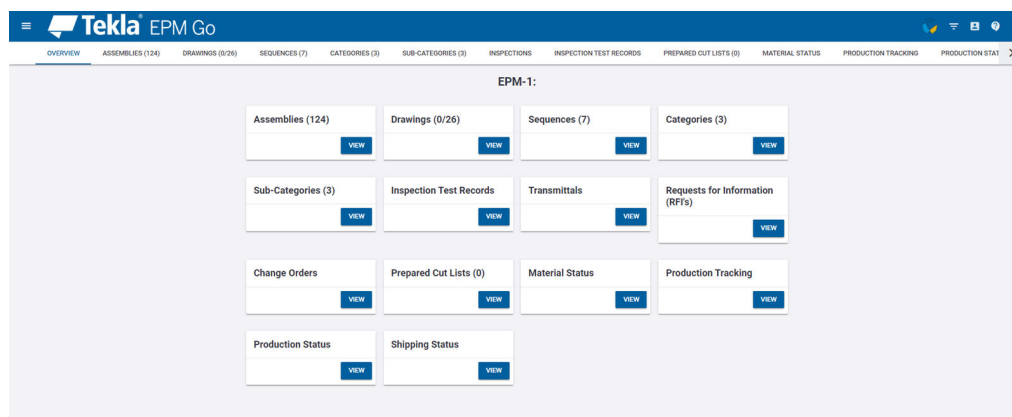 Tekla® EPM Go
OVERVIEW ASSEMBLIES (124) DRAWINGS (0/26) SEQUENCES (7) CATEGORIES (3) SUB-CATEGORIES (3) INSPECTIONS INSPECTION TEST RECORDS PREPARED CUT LISTS (0) MATERIAL STATUS PRODUCTION TRACKING PRODUCTION STAT
EPM-1:
Assemblies (124) Drawings (0/26) Sequences (7) Categories (3)
VIEW VIEW VIEW VIEW
Sub-Categories (3) Inspection Test Records Transmittals Requests for Information
(RFI's)
VIEW VIEW VIEW
VIEW
Change Orders Prepared Cut Lists (0) Material Status Production Tracking
VIEW VIEW VIEW VIEW
Production Status Shipping Status
VIEW VIEW